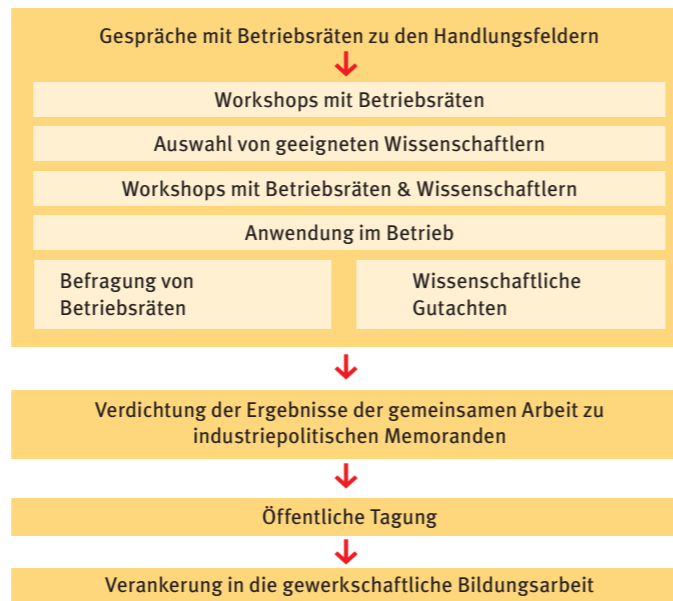 Gespräche mit Betriebsräten zu den Handlungsfeldern
Workshops mit Betriebsräten
Auswahl von geeigneten Wissenschaftlern
Workshops mit Betriebsräten & Wissenschaftlern
Anwendung im Betrieb
Befragung von
Betriebsräten
Wissenschaftliche
Gutachten
Verdichtung der Ergebnisse der gemeinsamen Arbeit zu
industriepolitischen Memoranden
Öffentliche Tagung
Verankerung in die gewerkschaftliche Bildungsarbeit